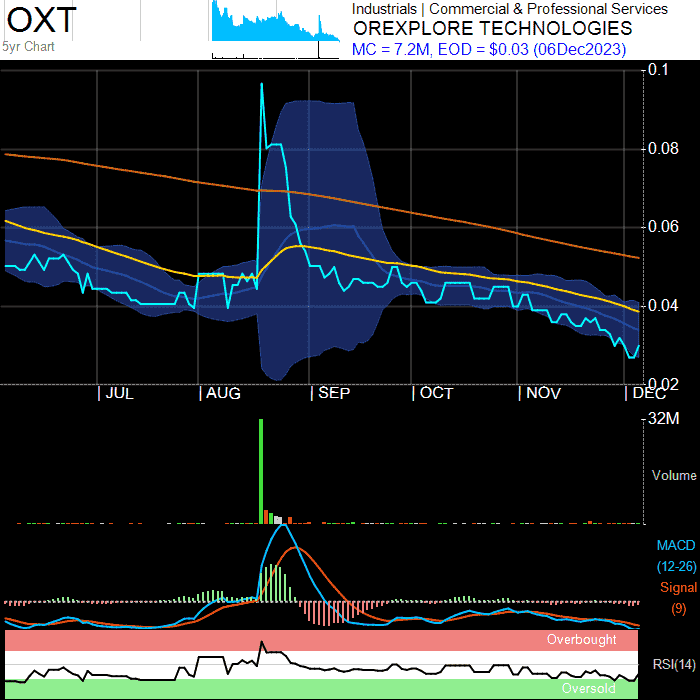 OXT
5yr Chart
Industrials | Commercial & Professional Services
OREXPLORE TECHNOLOGIES
MC = 7.2M, EOD = $0.03 (06Dec2023)
0.1
0.08
0.06
0.04
0.02
| JUL | AUG | SEP | OCT | NOV | DEC
32M
Volume
MACD
(12-26)
Signal
(9)
Overbought
RSI(14)
Oversold